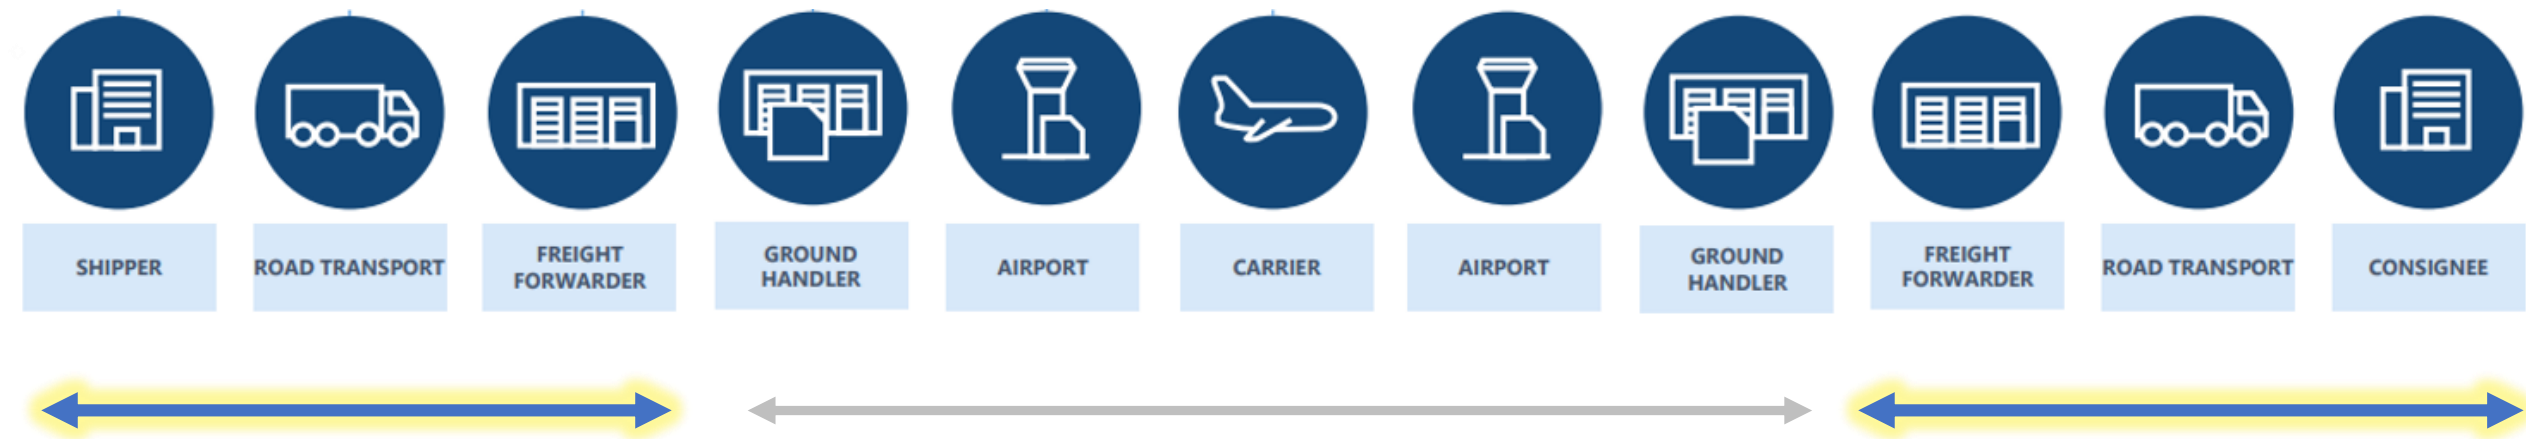 SHIPPER
ROAD TRANSPORT
FREIGHT
FORWARDER
GROUND
HANDLER
AIRPORT
CARRIER
AIRPORT
GROUND
HANDLER
FREIGHT
FORWARDER
ROAD TRANSPORT
CONSIGNEE